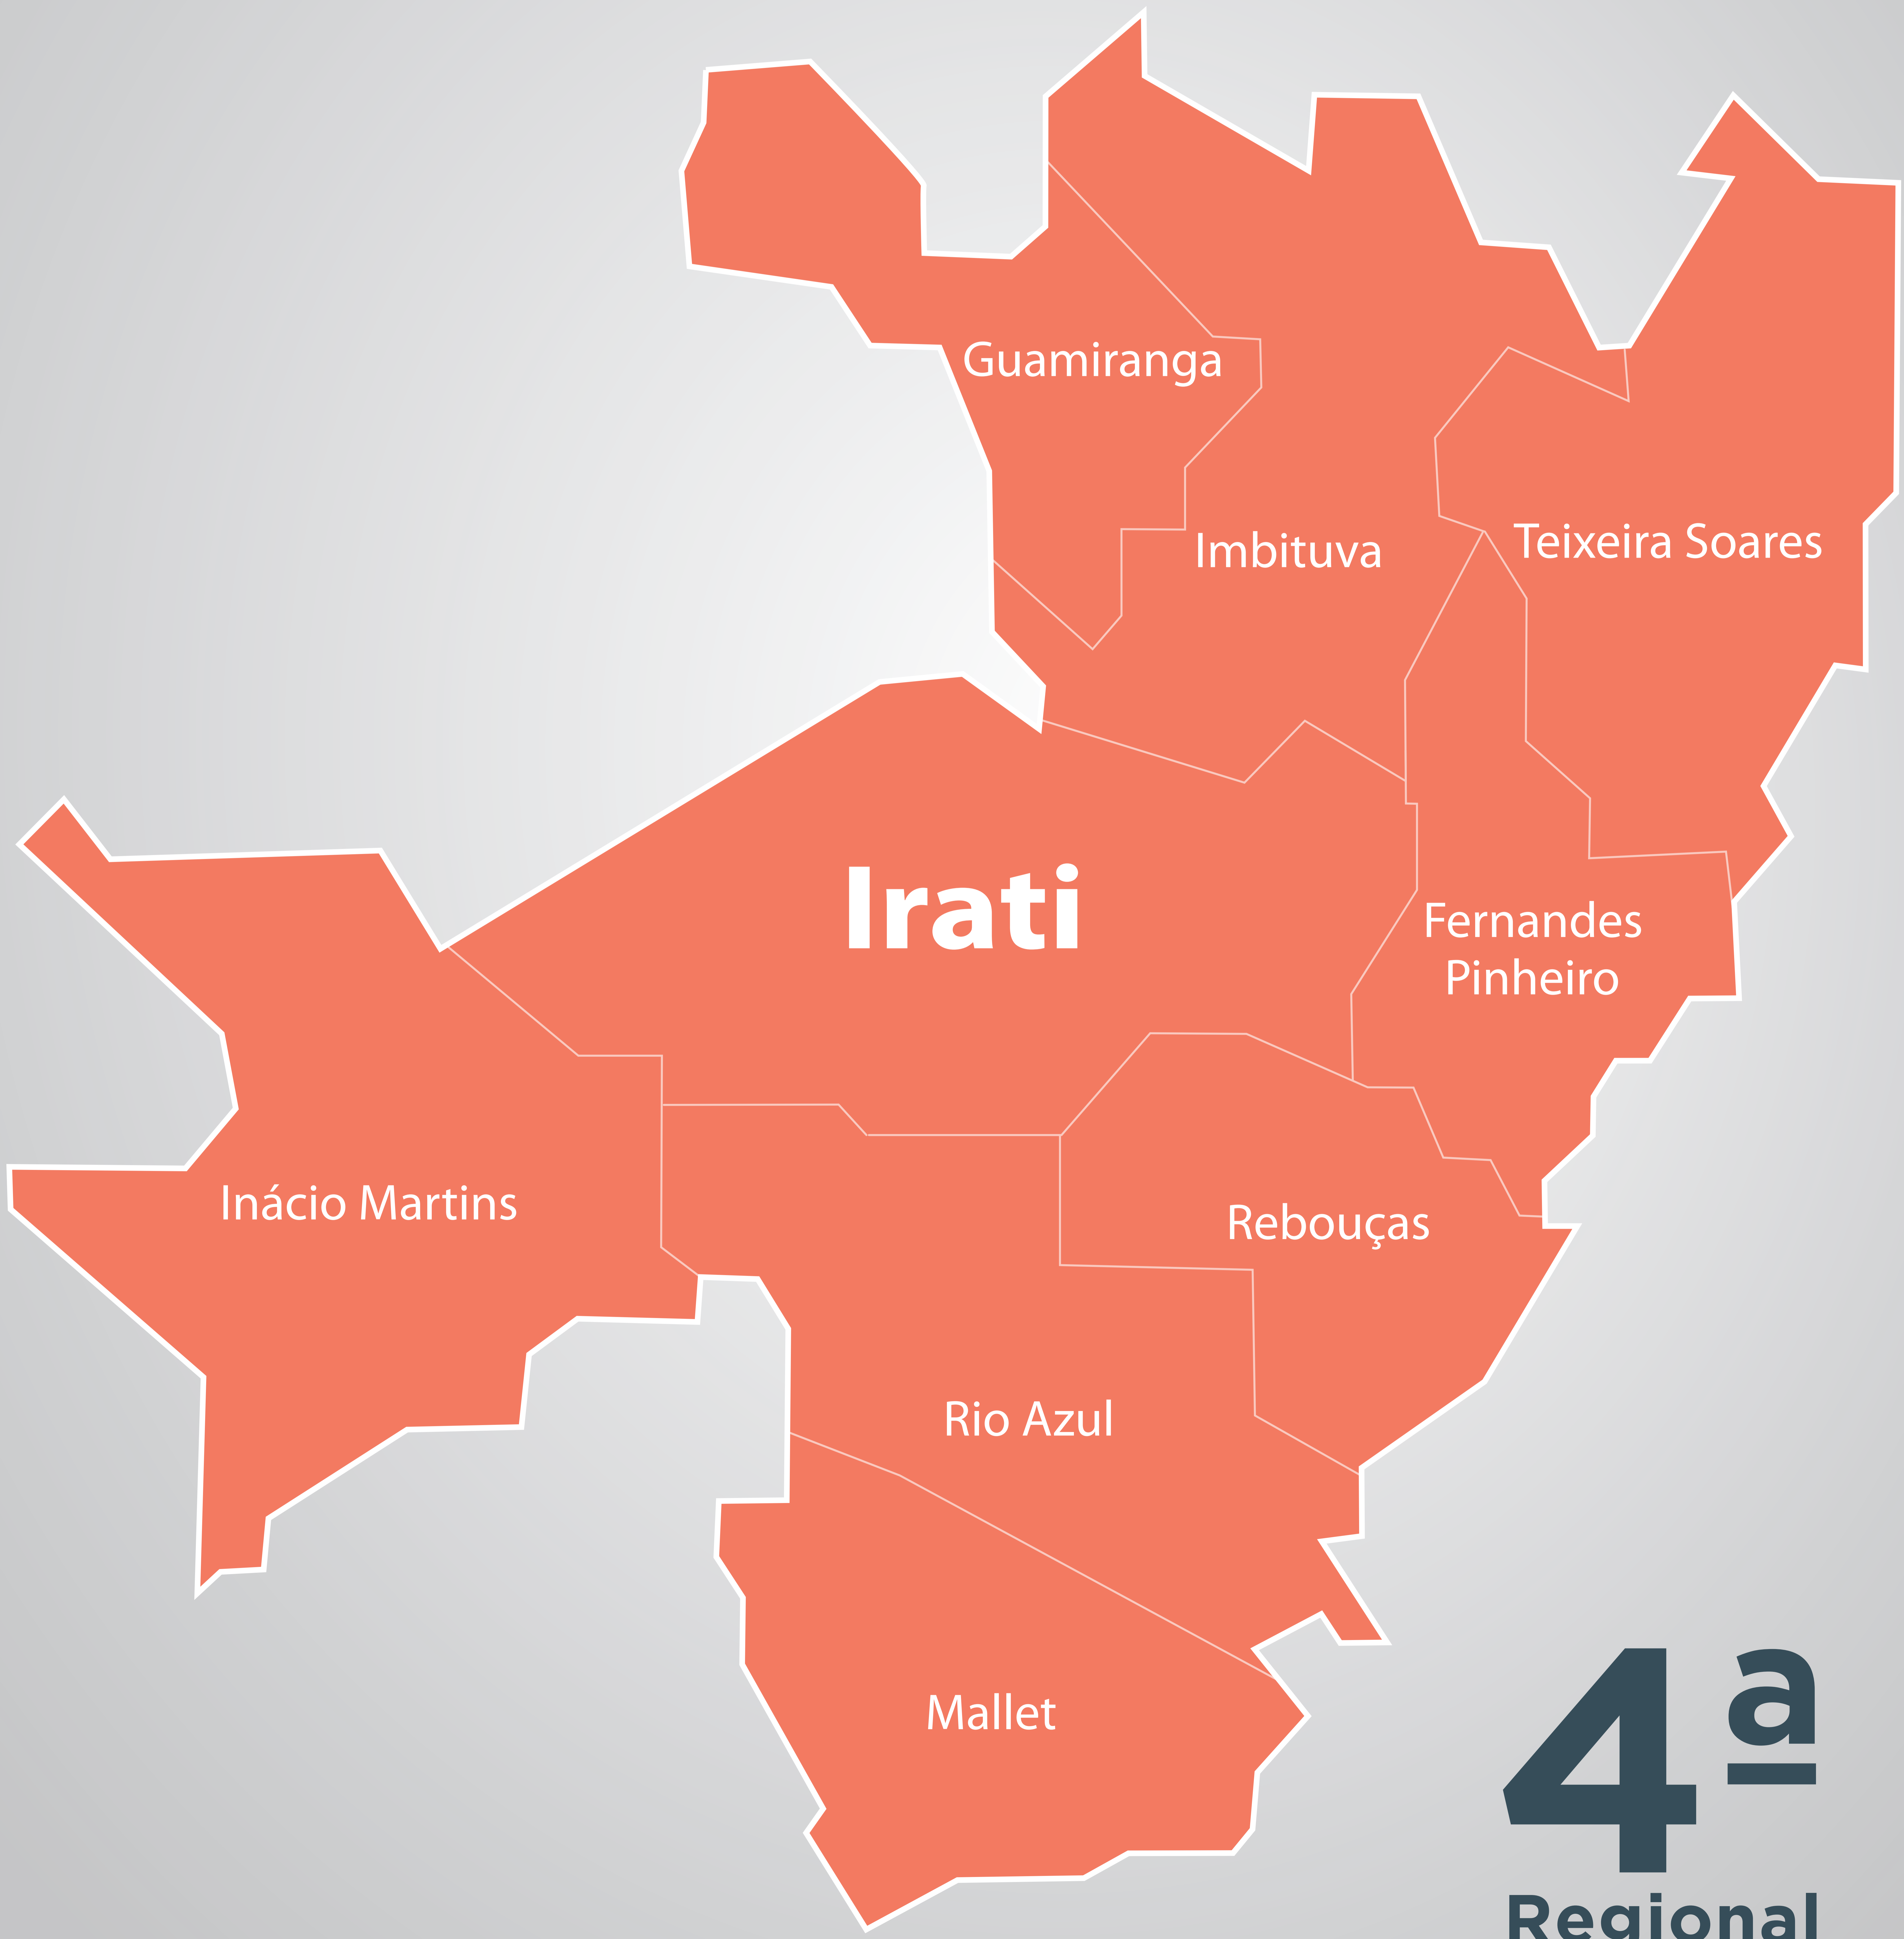 Guamiranga
Imbituva
Teixeira Soares
Irati
Fernandes
Pinheiro
Inácio Martins
Rebouças
Rio Azul
Mallet
4ª
Regional